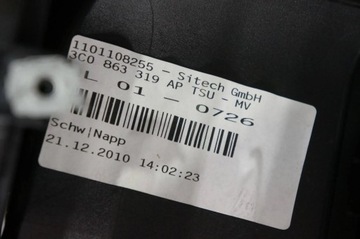 1101108255 - Sitech GmbH
3C0 863 319 AP TSU - MV
L 01 - 0726
Schw|Napp
21.12.2010 14:02:23